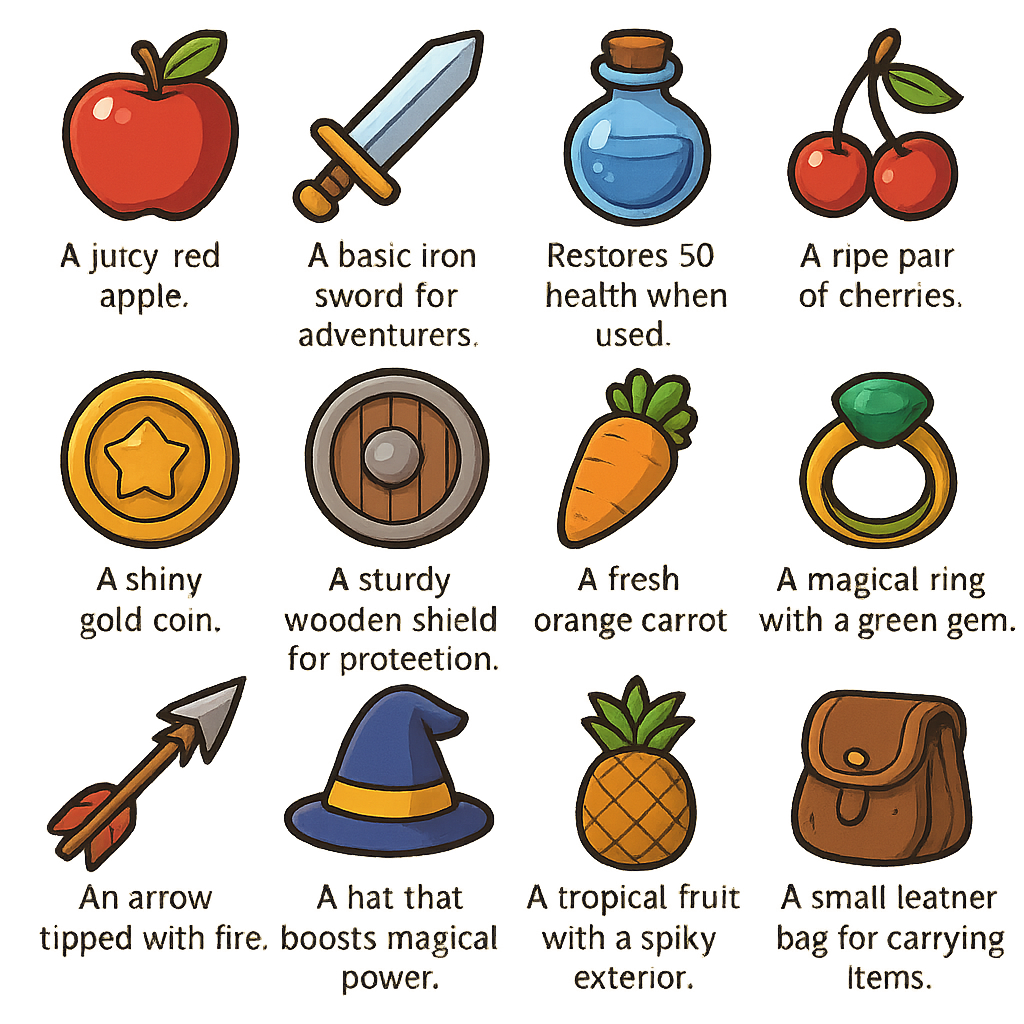 A juicy red
apple.
A basic iron
sword for
adventurers.
Restores 50
health when
used.
A ripe pair
of cherries.
A shiny
gold coin.
A sturdy
wooden shield
for proteetion.
A fresh
orange carrot
A magical ring
with a green gem.
An arrow
tipped with fire.
A hat that
boosts magical
power.
A tropical fruit
with a spiky
exterior.
A small leatner
bag for carrying
Items.